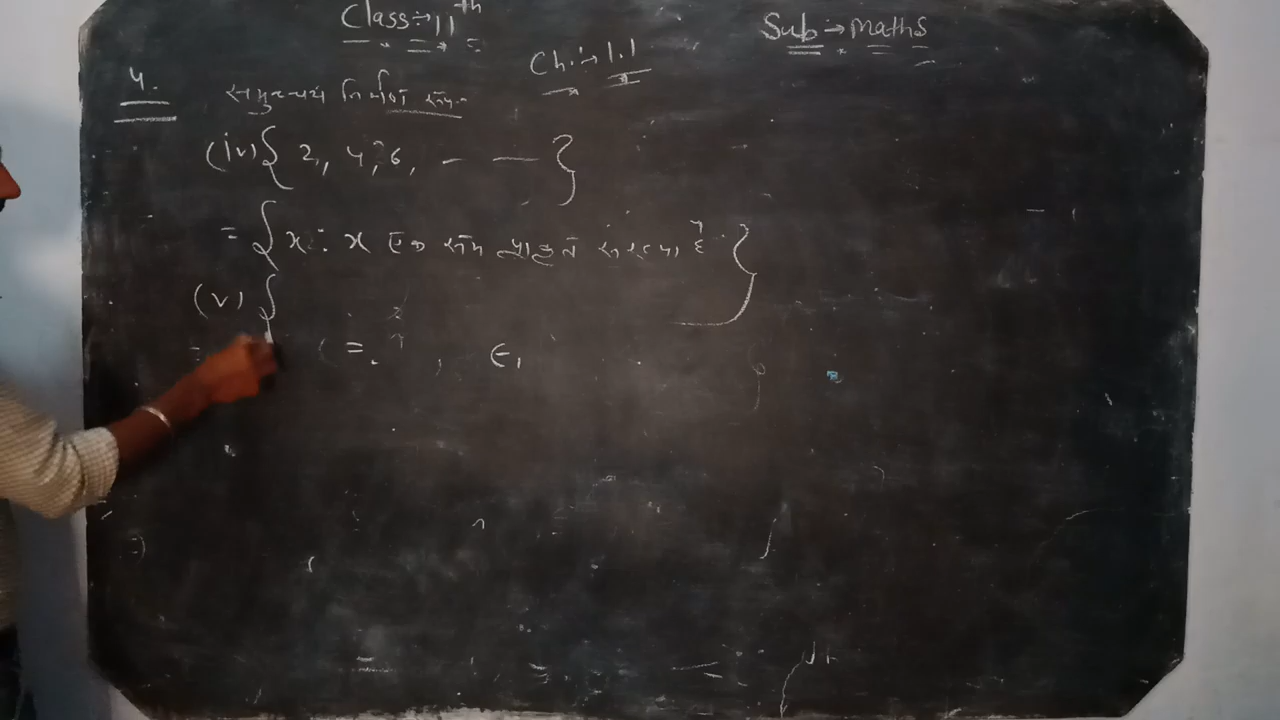 Class:-11th Sub:-Maths
Ch:-1.1
4. समुच्चय निर्माण रूप
(iv) { 2, 4, 6, — — }
= { x : x एक सम प्राकृत संख्या है }
(v) {
= , ∈,